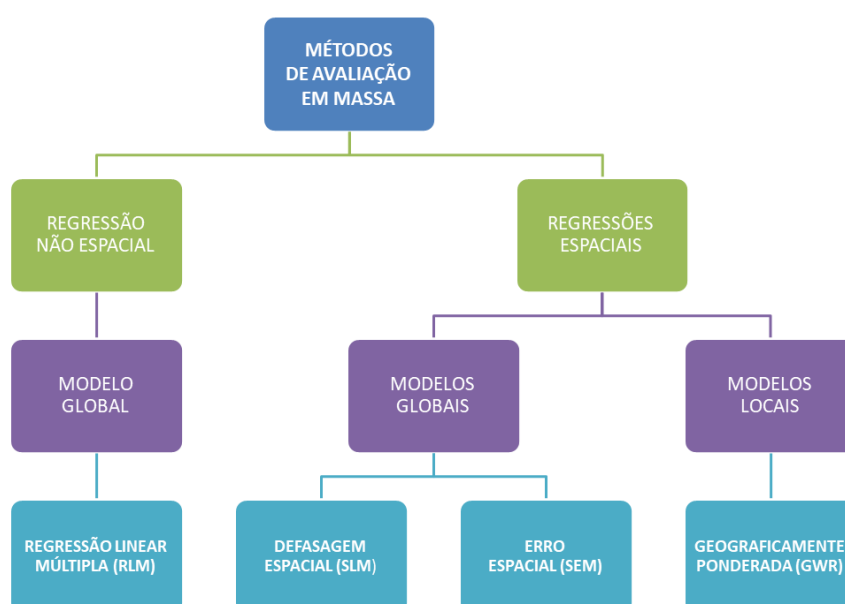 MÉTODOS
DE AVALIAÇÃO
EM MASSA
REGRESSÃO
NÃO ESPACIAL
REGRESSÕES
ESPACIAIS
MODELO
GLOBAL
MODELOS
GLOBAIS
MODELOS
LOCAIS
REGRESSÃO LINEAR
MÚLTIPLA (RLM)
DEFASAGEM
ESPACIAL (SLM)
ERRO
ESPACIAL (SEM)
GEOGRAFICAMENTE
PONDERADA (GWR)